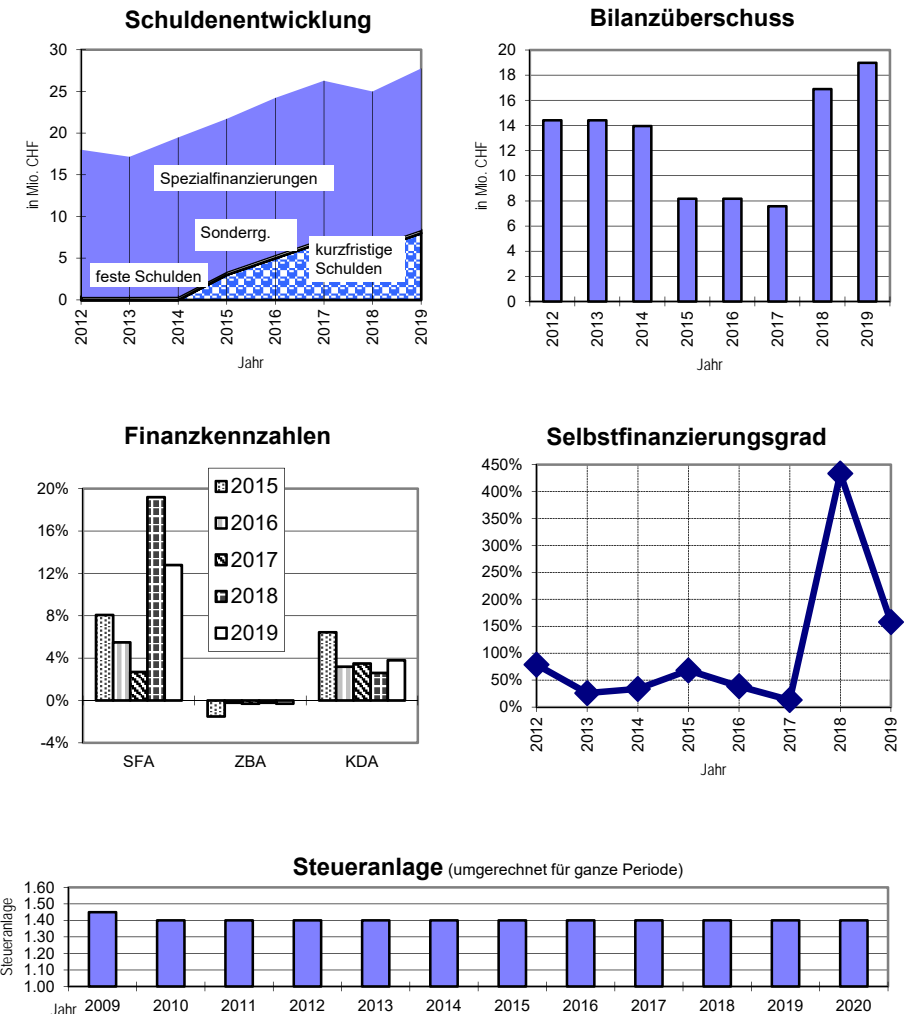 Schuldenentwicklung
30
25
20
15
10
5
0
in Mio. CHF
Spezialfinanzierungen
Sonderrg.
kurzfristige
Schulden
feste Schulden
2012 2013 2014 2015 2016 2017 2018 2019
Jahr
Bilanzüberschuss
20
18
16
14
12
10
8
6
4
2
0
in Mio. CHF
2012 2013 2014 2015 2016 2017 2018 2019
Jahr
Finanzkennzahlen
20%
16%
12%
8%
4%
0%
-4%
2015
2016
2017
2018
2019
SFA ZBA KDA
Selbstfinanzierungsgrad
450%
400%
350%
300%
250%
200%
150%
100%
50%
0%
2012 2013 2014 2015 2016 2017 2018 2019
Jahr
Steueranlage (umgerechnet für ganze Periode)
1.60
1.50
1.40
1.30
1.20
1.10
1.00
Steueranlage
Jahr 2009 2010 2011 2012 2013 2014 2015 2016 2017 2018 2019 2020